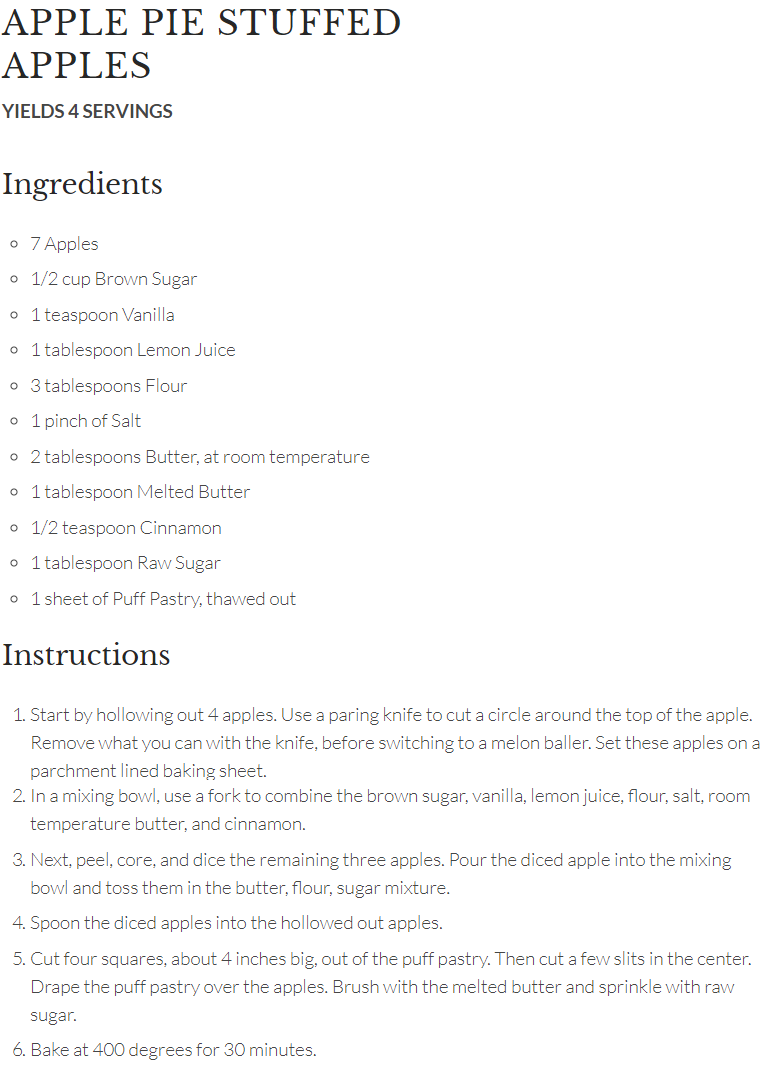 APPLE PIE STUFFED
APPLES
YIELDS 4 SERVINGS
Ingredients
7 Apples
1/2 cup Brown Sugar
1 teaspoon Vanilla
1 tablespoon Lemon Juice
3 tablespoons Flour
1 pinch of Salt
2 tablespoons Butter, at room temperature
1 tablespoon Melted Butter
1/2 teaspoon Cinnamon
1 tablespoon Raw Sugar
1 sheet of Puff Pastry, thawed out
Instructions
1. Start by hollowing out 4 apples. Use a paring knife to cut a circle around the top of the apple.
Remove what you can with the knife, before switching to a melon baller. Set these apples on a
parchment lined baking sheet.
2. In a mixing bowl, use a fork to combine the brown sugar, vanilla, lemon juice, flour, salt, room
temperature butter, and cinnamon.
3. Next, peel, core, and dice the remaining three apples. Pour the diced apple into the mixing
bowl and toss them in the butter, flour, sugar mixture.
4. Spoon the diced apples into the hollowed out apples.
5. Cut four squares, about 4 inches big, out of the puff pastry. Then cut a few slits in the center.
Drape the puff pastry over the apples. Brush with the melted butter and sprinkle with raw
sugar.
6. Bake at 400 degrees for 30 minutes.